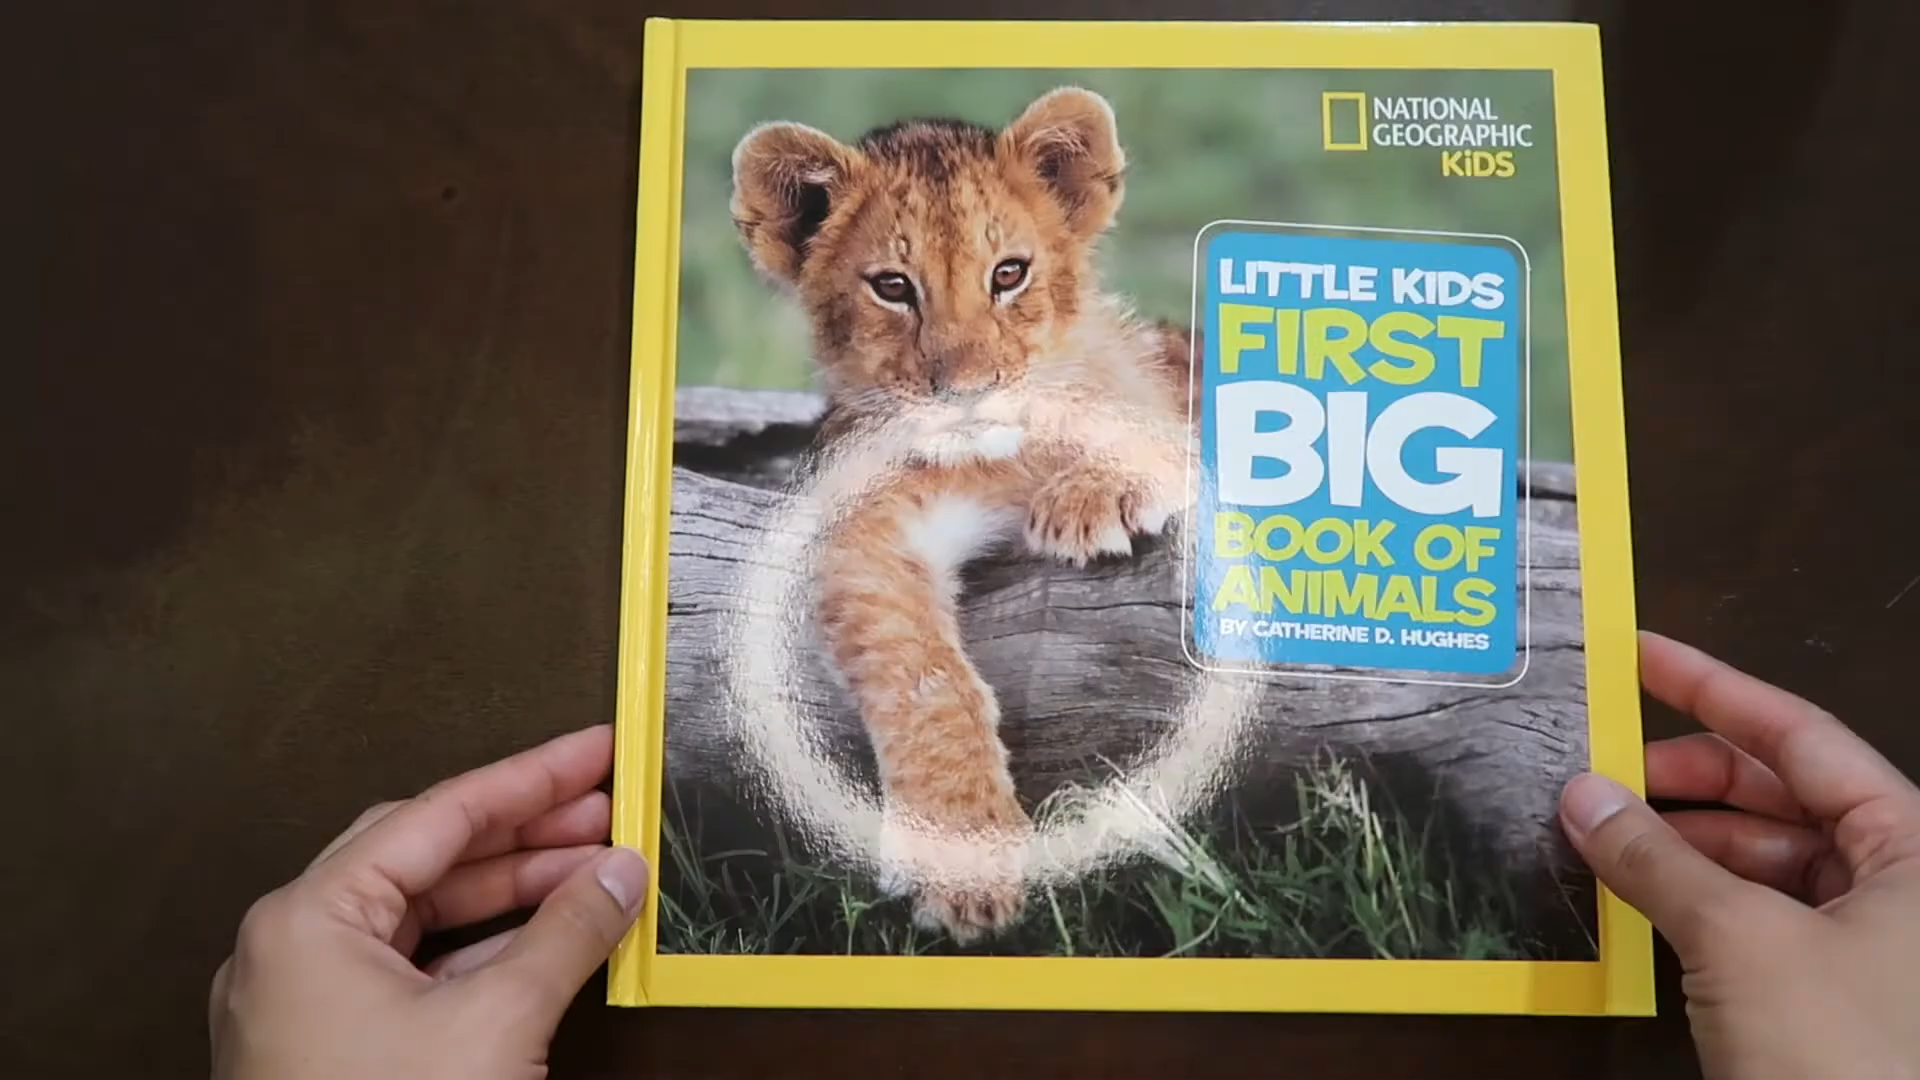 NATIONAL
GEOGRAPHIC
KiDS
LITTLE KIDS
FIRST
BIG
BOOK OF
ANIMALS
BY CATHERINE D. HUGHES